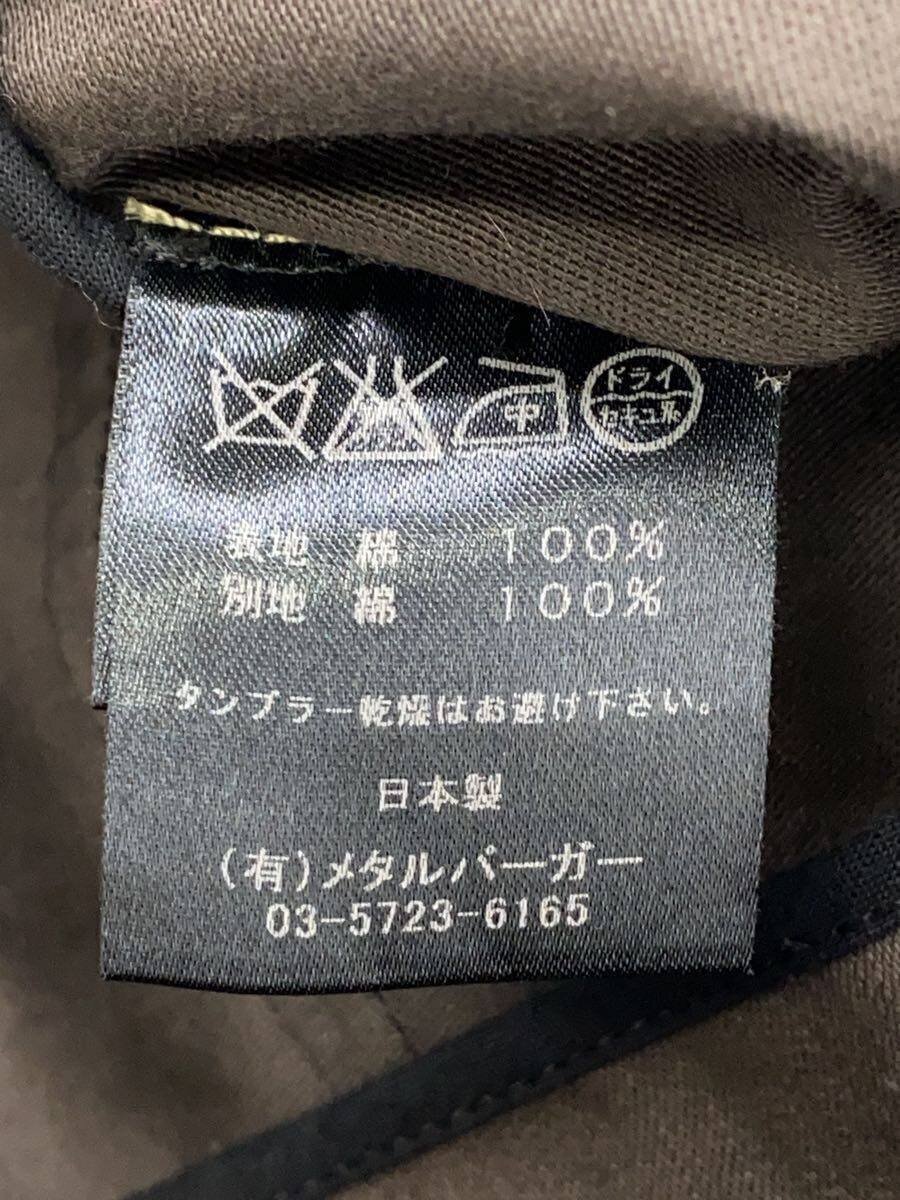 中 ドライ
セキユ系
表地 綿 100%
別地 綿 100%
タンブラー乾燥はお避け下さい。
日本製
(有)メタルバーガー
03-5723-6165